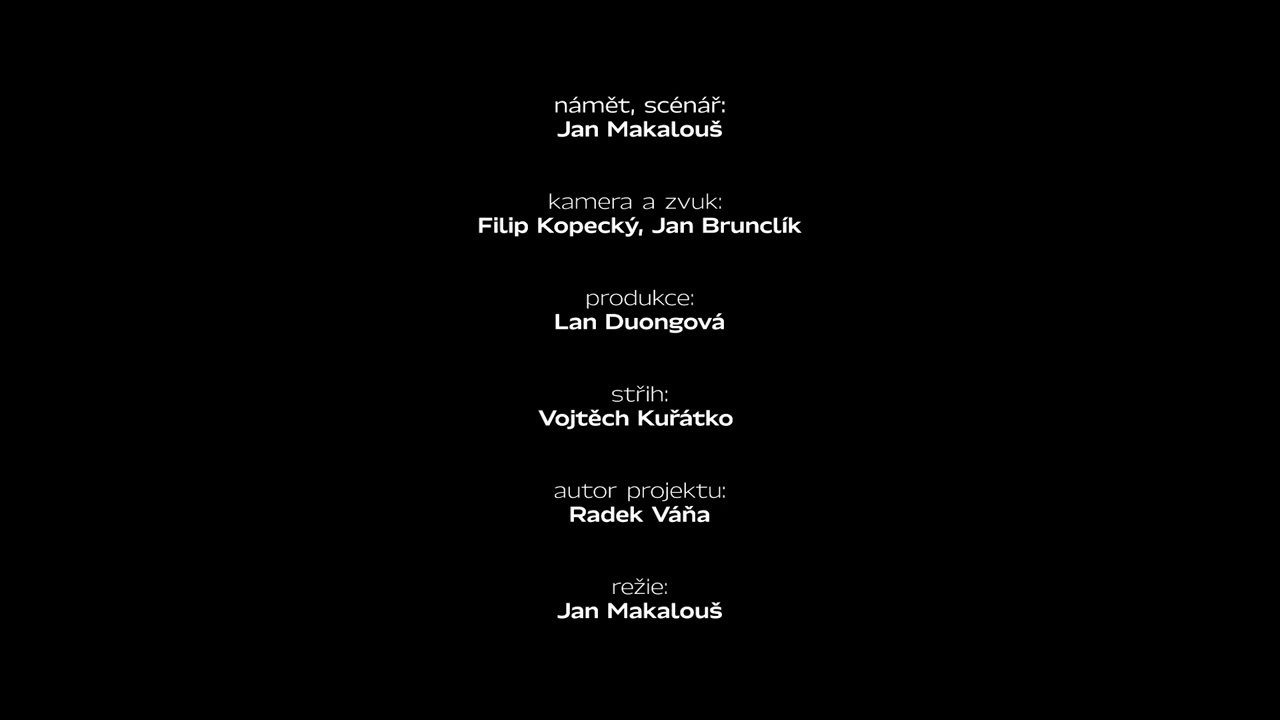 námět, scénář:
Jan Makalouš
kamera a zvuk:
Filip Kopecký, Jan Brunclík
produkce:
Lan Duongová
střih:
Vojtěch Kuřátko
autor projektu:
Radek Váňa
režie:
Jan Makalouš